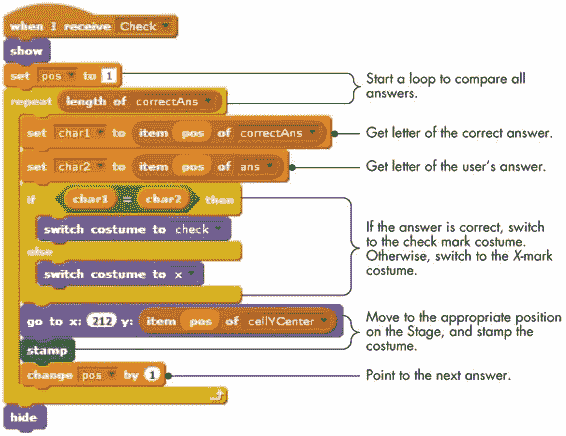 when I receive Check
show
set pos to 1
Start a loop to compare all
answers.
repeat length of correctAns
set char1 to item pos of correctAns
Get letter of the correct answer.
set char2 to item pos of ans
Get letter of the user's answer.
if char1 = char2 then
switch costume to check
else
switch costume to x
If the answer is correct, switch
to the check mark costume.
Otherwise, switch to the X-mark
costume.
go to x: 212 y: item pos of cellYCenter
stamp
Move to the appropriate position
on the Stage, and stamp the
costume.
change pos by 1
Point to the next answer.
hide